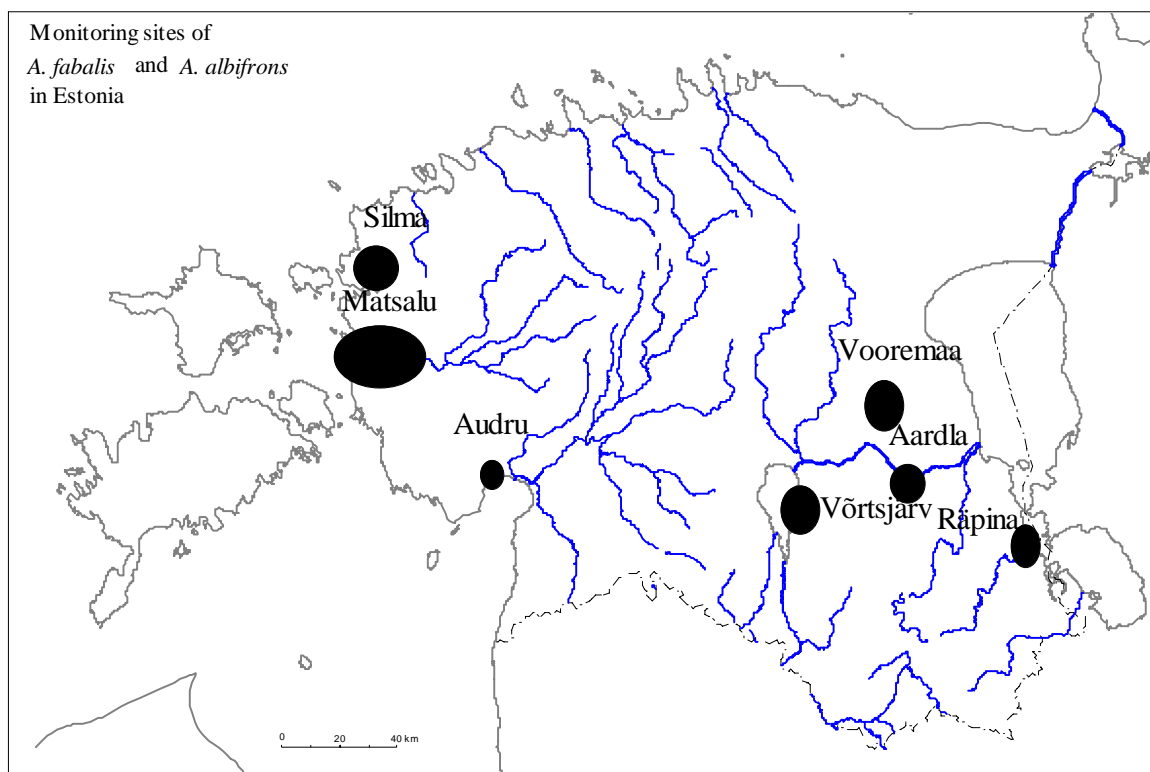 Monitoring sites of
A. fabalis and A. albifrons
in Estonia
Silma
Matsalu
Vooremaa
Audru
Aardla
Võrtsjärv
Räpina
0 20 40 km